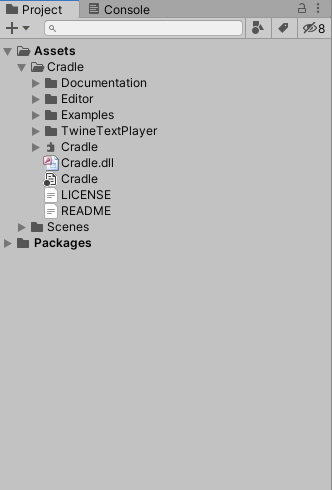 Project
Console
8
Assets
Cradle
Documentation
Editor
Examples
TwineTextPlayer
Cradle
Cradle.dll
Cradle
LICENSE
README
Scenes
Packages